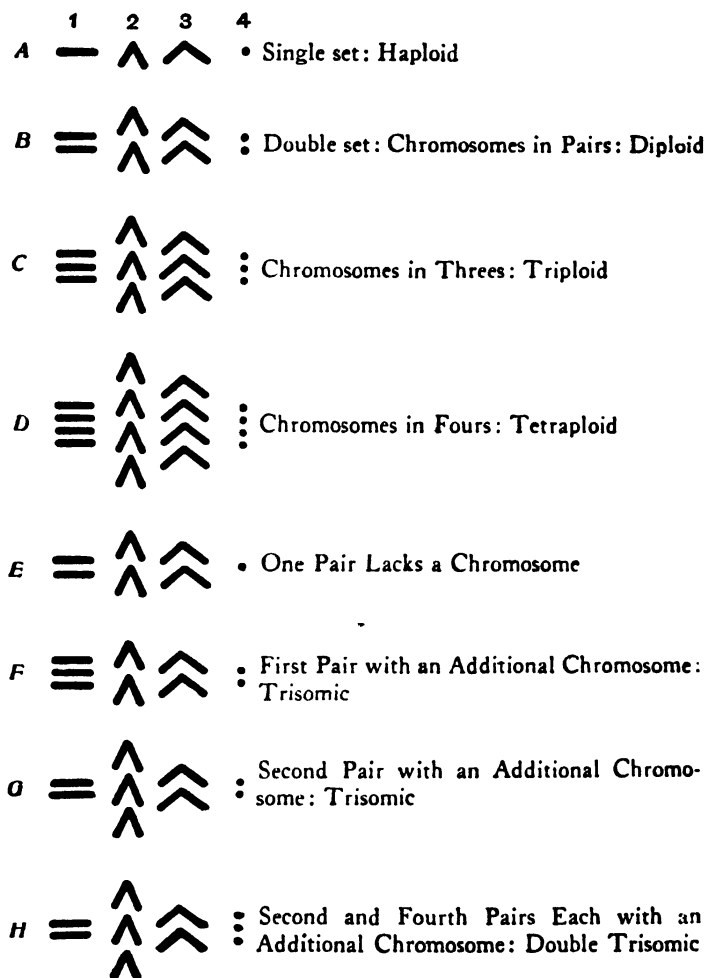 1 2 3 4
A Single set: Haploid
B Double set: Chromosomes in Pairs: Diploid
C Chromosomes in Threes: Triploid
D Chromosomes in Fours: Tetraploid
E One Pair Lacks a Chromosome
F First Pair with an Additional Chromosome:
Trisomic
G Second Pair with an Additional Chromo-
some: Trisomic
H Second and Fourth Pairs Each with an
Additional Chromosome: Double Trisomic